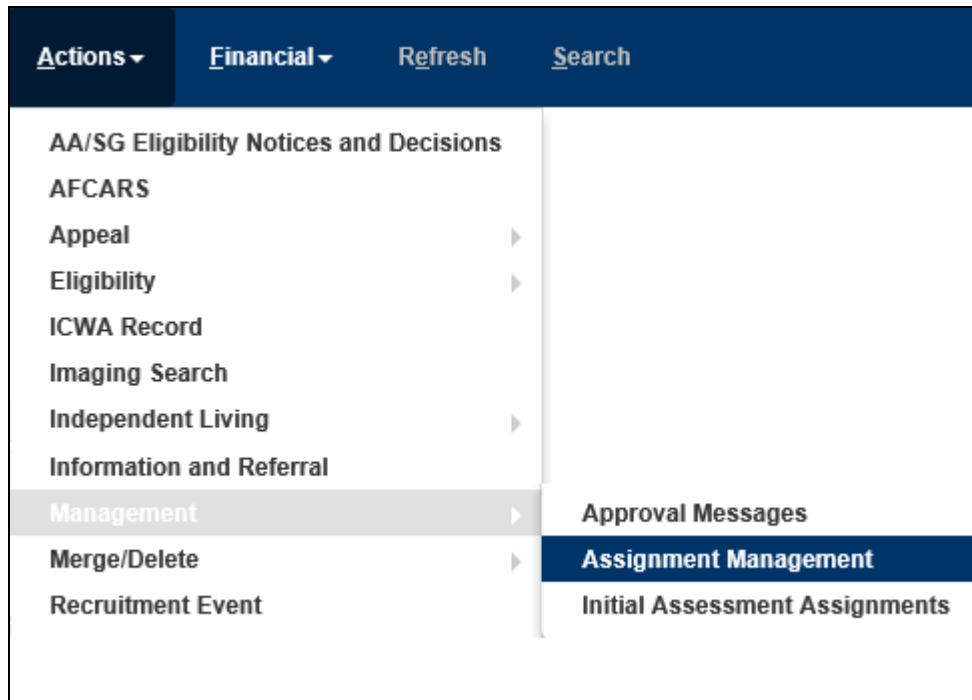 Actions Financial Refresh Search
AA/SG Eligibility Notices and Decisions
AFCARS
Appeal
Eligibility
ICWA Record
Imaging Search
Independent Living
Information and Referral
Management
Merge/Delete
Recruitment Event
Approval Messages
Assignment Management
Initial Assessment Assignments